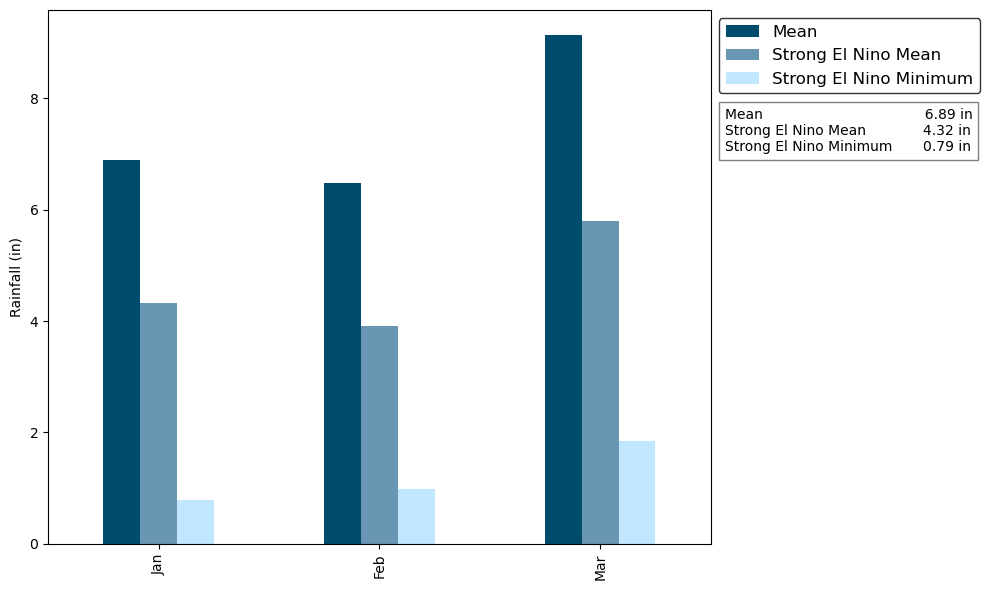 Mean
Strong El Nino Mean
Strong El Nino Minimum
Mean 6.89 in
Strong El Nino Mean 4.32 in
Strong El Nino Minimum 0.79 in
Rainfall (in)
8
6
4
2
0
Jan
Feb
Mar